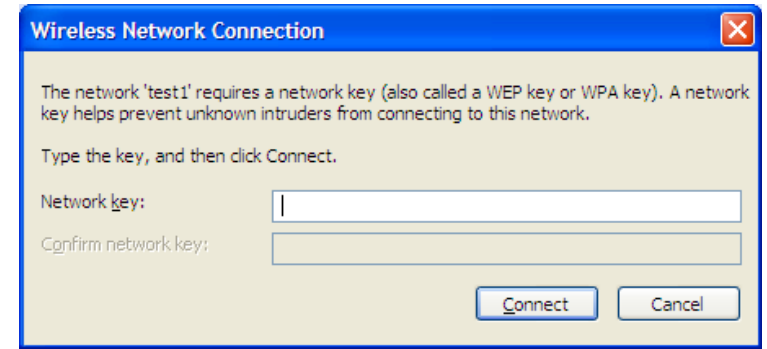 Wireless Network Connection
The network 'test1' requires a network key (also called a WEP key or WPA key). A network
key helps prevent unknown intruders from connecting to this network.
Type the key, and then click Connect.
Network key:
Confirm network key:
Connect Cancel